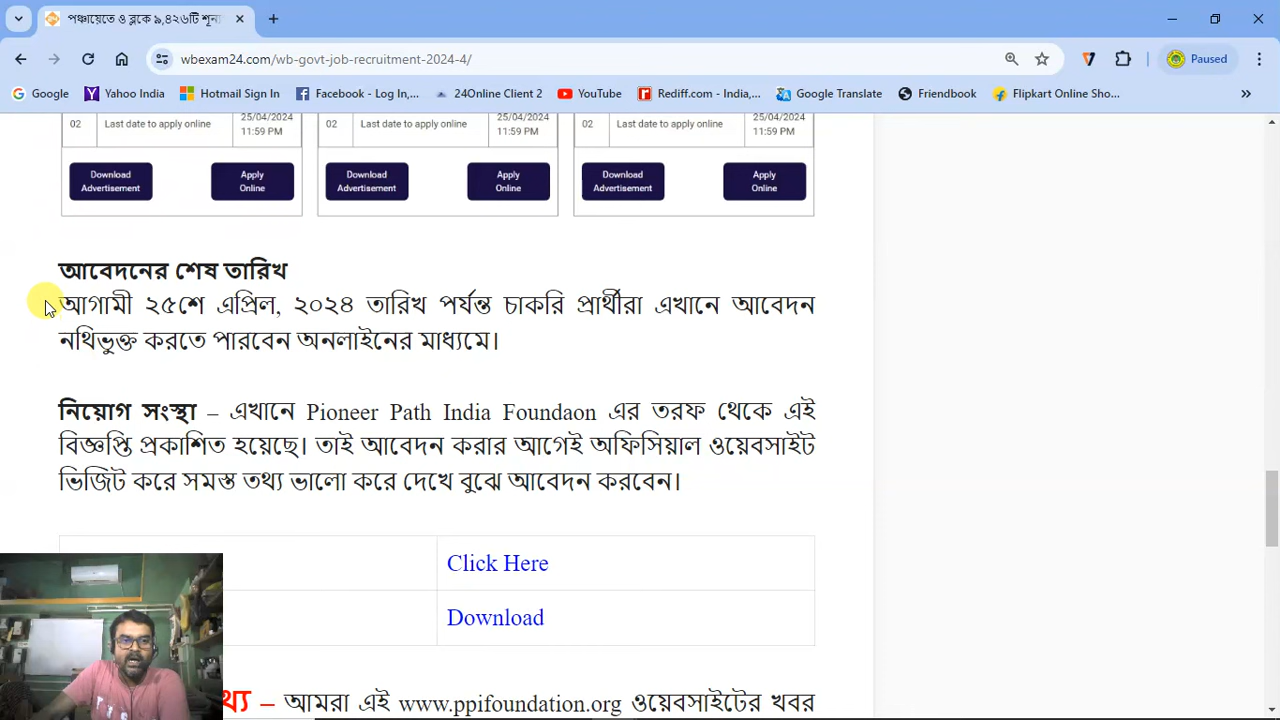 পঞ্চায়েতে ও ব্লকে ৯,৪২৬টি শূন্য
wbexam24.com/wb-govt-job-recruitment-2024-4/
Paused
Google Yahoo India Hotmail Sign In Facebook - Log In,... 24Online Client 2 YouTube Rediff.com - India,... Google Translate Friendbook Flipkart Online Sho...
02 Last date to apply online 25/04/2024 11:59 PM 02 Last date to apply online 25/04/2024 11:59 PM 02 Last date to apply online 25/04/2024 11:59 PM
Download Advertisement Apply Online Download Advertisement Apply Online Download Advertisement Apply Online
আবেদনের শেষ তারিখ
আগামী ২৫শে এপ্রিল, ২০২৪ তারিখ পর্যন্ত চাকরি প্রার্থীরা এখানে আবেদন
নথিভুক্ত করতে পারবেন অনলাইনের মাধ্যমে।
নিয়োগ সংস্থা – এখানে Pioneer Path India Foundaon এর তরফ থেকে এই
বিজ্ঞপ্তি প্রকাশিত হয়েছে। তাই আবেদন করার আগেই অফিসিয়াল ওয়েবসাইট
ভিজিট করে সমস্ত তথ্য ভালো করে দেখে বুঝে আবেদন করবেন।
Click Here
Download
– আমরা এই www.ppifoundation.org ওয়েবসাইটের খবর